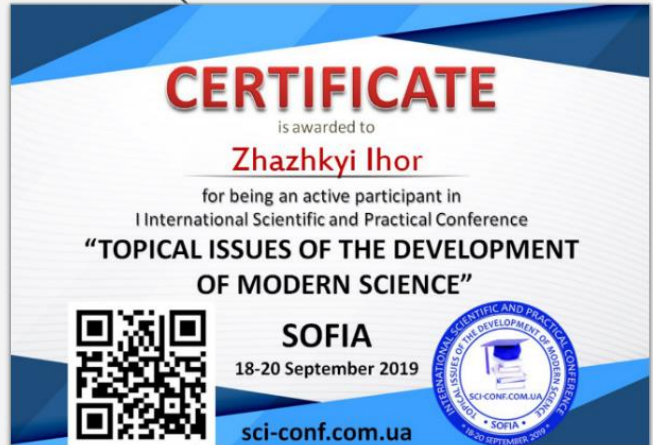 CERTIFICATE
is awarded to
Zhazhkyi Ihor
for being an active participant in
I International Scientific and Practical Conference
“TOPICAL ISSUES OF THE DEVELOPMENT
OF MODERN SCIENCE”
SOFIA
18-20 September 2019
sci-conf.com.ua
INTERNATIONAL SCIENTIFIC AND PRACTICAL CONFERENCE
TOPICAL ISSUES OF THE DEVELOPMENT OF MODERN SCIENCE
SCI-CONF.COM.UA
• SOFIA •
• 18-20 SEPTEMBER 2019 •